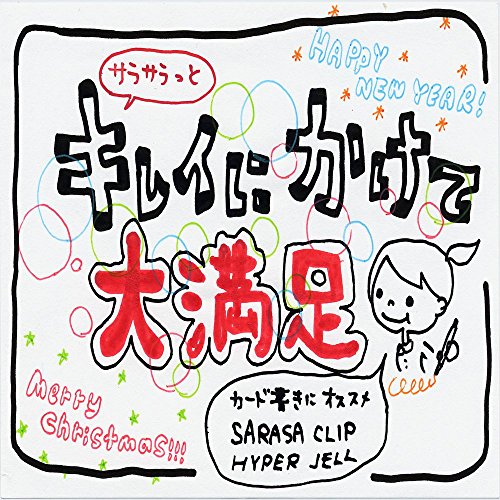 サラサラっと
HAPPY
NEW YEAR!
キレイに かけて
大満足
カード書きに オススメ
SARASA CLIP
HYPER JELL
Merry
christmas!!!